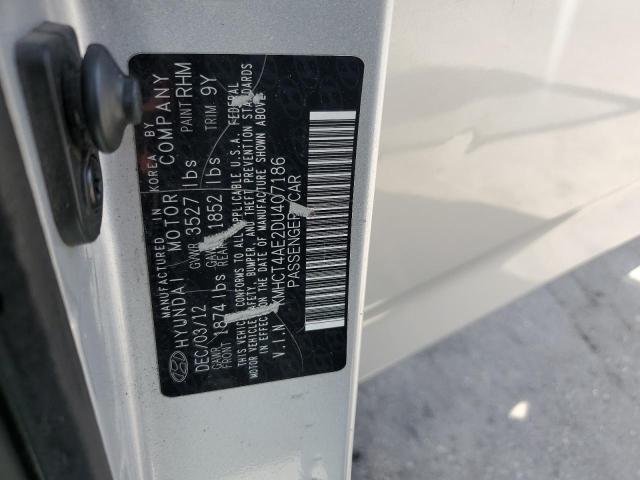 MANUFACTURED IN KOREA BY
HYUNDAI MOTOR COMPANY
DEC/03/12 GVWR 3527 lbs PAINT RHM
GAWR FRONT 1874 lbs GAWR REAR 1852 lbs TRIM 9Y
THIS VEHICLE CONFORMS TO ALL APPLICABLE U.S.A. FEDERAL
MOTOR VEHICLE SAFETY, BUMPER, AND THEFT PREVENTION STANDARDS
IN EFFECT ON THE DATE OF MANUFACTURE SHOWN ABOVE.
V.I.N KMHCT4AE2DU407186
PASSENGER CAR